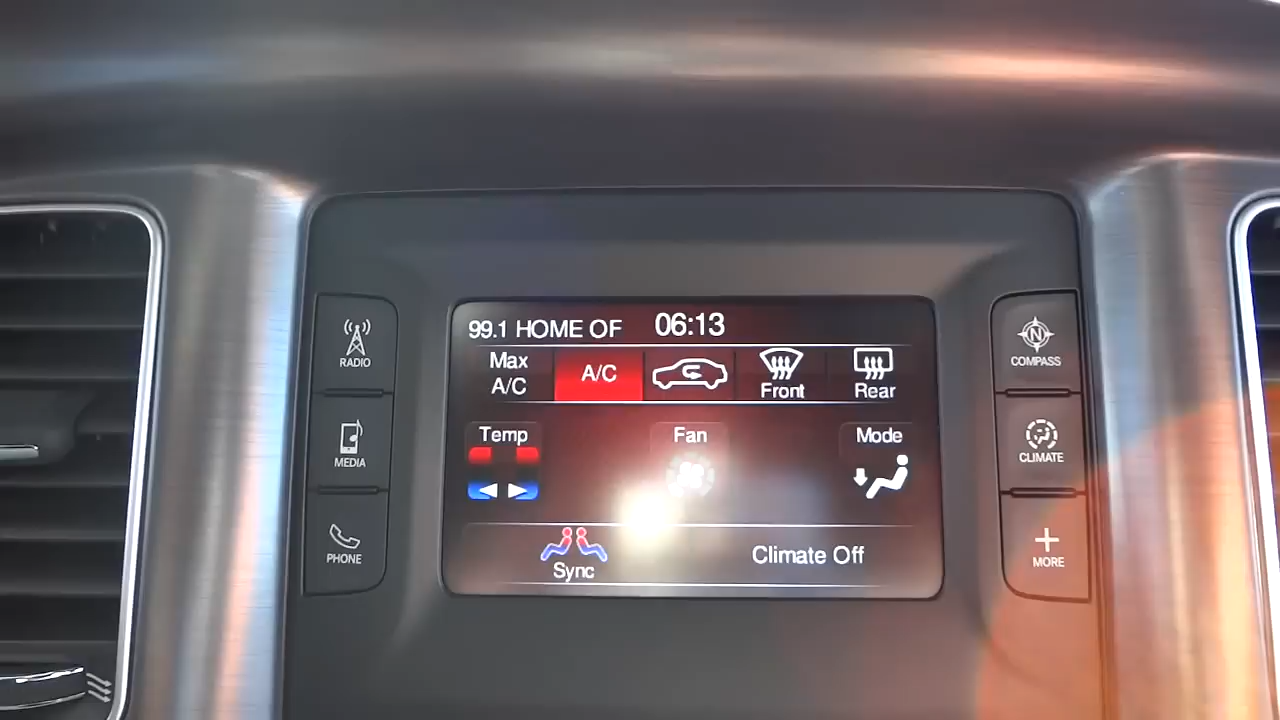 99.1 HOME OF 06:13
Max A/C
A/C
Front
Rear
Temp
Fan
Mode
Sync
Climate Off
RADIO
MEDIA
PHONE
N
COMPASS
CLIMATE
MORE